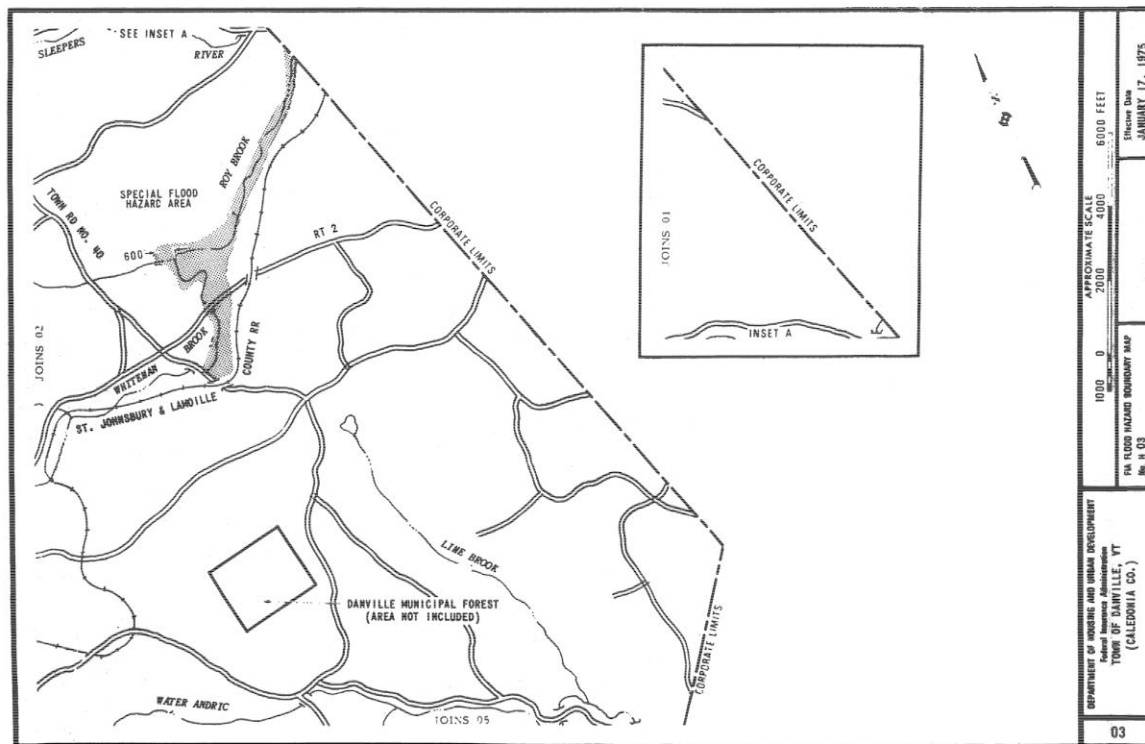 SEE INSET A
SLEEPERS
RIVER
ROY BROOK
SPECIAL FLOOD
HAZARD AREA
TOWN RD NO. 40
600
RT 2
CORPORATE LIMITS
JOINS 02
WHITEMAN
BROOK
COUNTY RR
ST. JOHNSBURY & LAMOILLE
LIME BROOK
DANVILLE MUNICIPAL FOREST
(AREA NOT INCLUDED)
CORPORATE LIMITS
WATER ANDRIC
JOINS 05
CORPORATE LIMITS
JOINS 01
INSET A
APPROXIMATE SCALE
1000 0 2000 4000 6000 FEET
Effective Date
JANUARY 17, 1975
FIA FLOOD HAZARD BOUNDARY MAP
No. H 03
DEPARTMENT OF HOUSING AND URBAN DEVELOPMENT
Federal Insurance Administration
TOWN OF DANVILLE, VT
(CALEDONIA CO.)
03